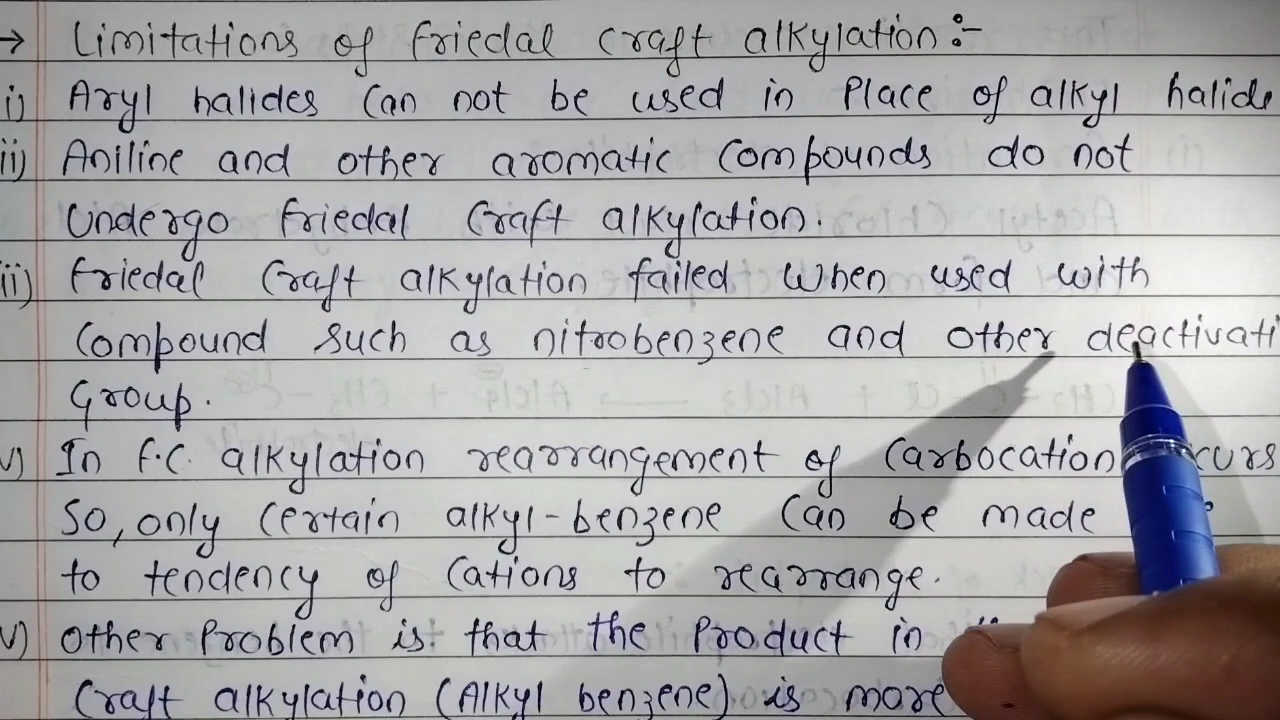 → Limitations of Friedal Craft alkylation :-
i) Aryl halides can not be used in place of alkyl halide
ii) Aniline and other aromatic compounds do not
undergo Friedal Craft alkylation.
ii) Friedal Craft alkylation failed when used with
compound such as nitrobenzene and other deactivati
Group.
v) In F.C. alkylation rearrangement of carbocation curs
So, only certain alkyl-benzene can be made
to tendency of cations to rearrange.
v) Other problem is that the product in
Craft alkylation (Alkyl benzene) is more